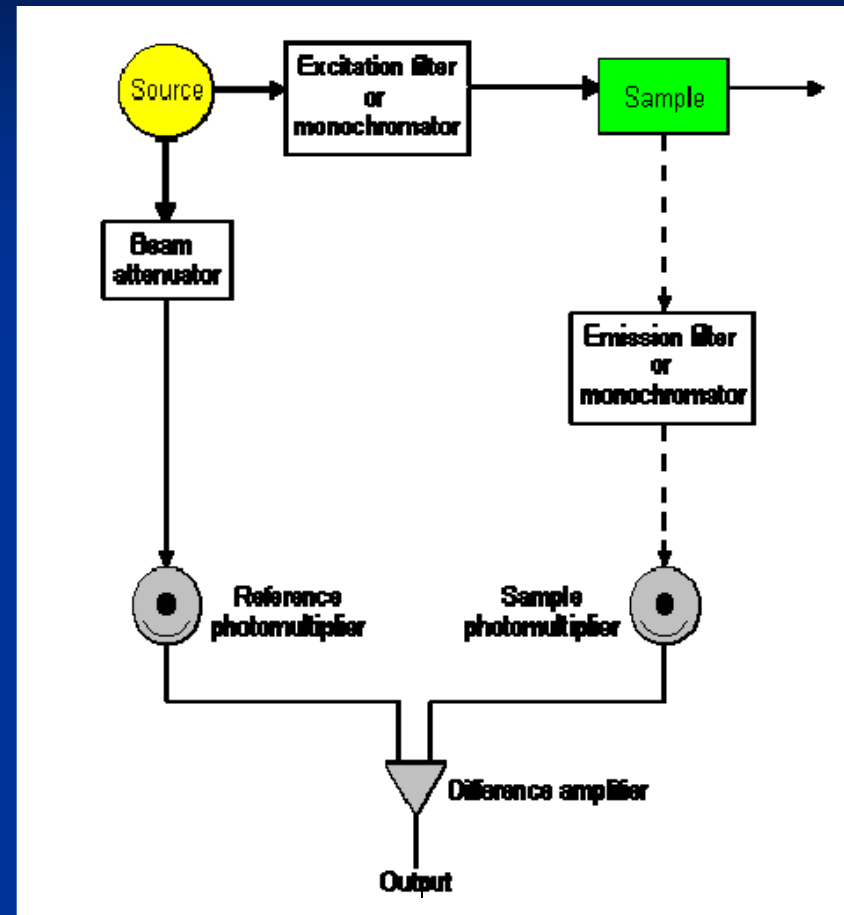 Source
Excitation filter
or
monochromator
Sample
Beam
attenuator
Emission filter
or
monochromator
Reference
photomultiplier
Sample
photomultiplier
Difference amplifier
Output